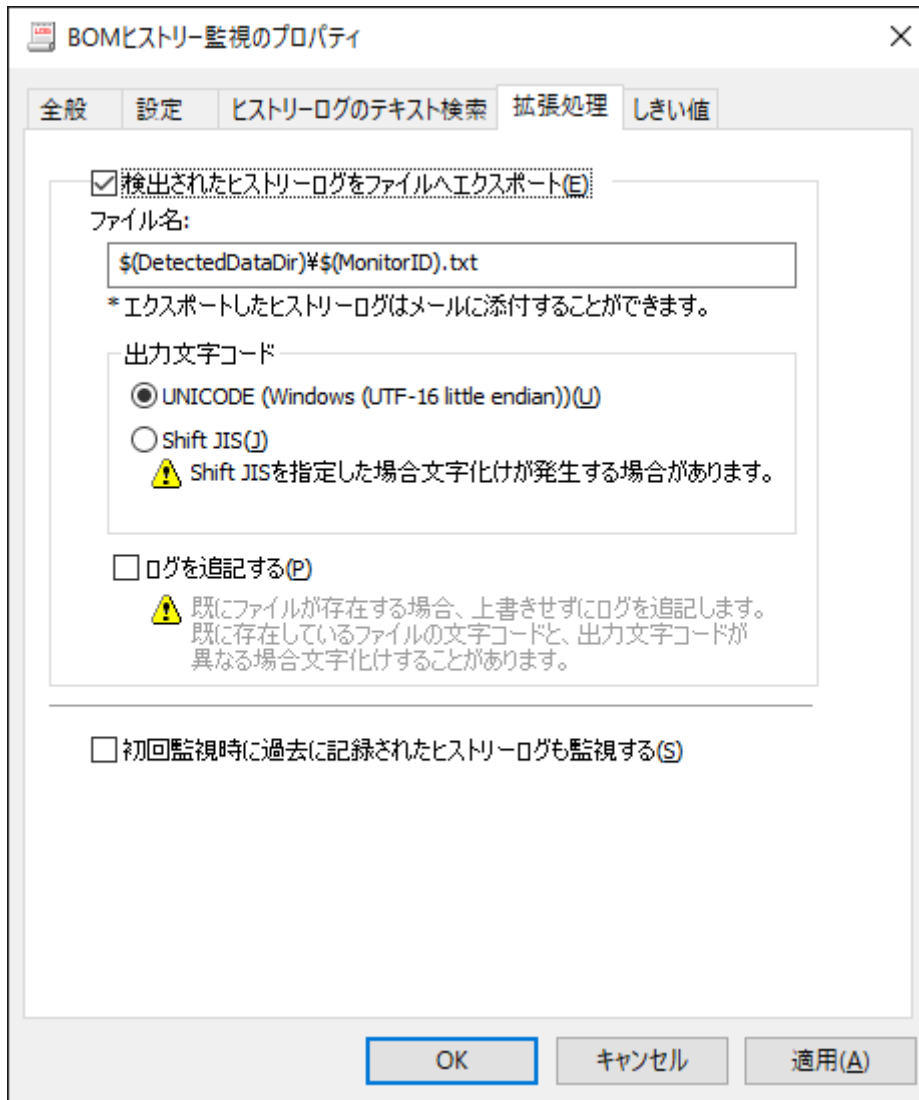 BOMヒストリー監視のプロパティ
全般 設定 ヒストリーログのテキスト検索 拡張処理 しきい値
検出されたヒストリーログをファイルへエクスポート(E)
ファイル名:
$(DetectedDataDir)¥$(MonitorID).txt
*エクスポートしたヒストリーログはメールに添付することができます。
出力文字コード
UNICODE (Windows (UTF-16 little endian))(U)
Shift JIS(J)
Shift JISを指定した場合文字化けが発生する場合があります。
ログを追記する(P)
既にファイルが存在する場合、上書きせずにログを追記します。
既に存在しているファイルの文字コードと、出力文字コードが
異なる場合文字化けすることがあります。
初回監視時に過去に記録されたヒストリーログも監視する(S)
OK キャンセル 適用(A)